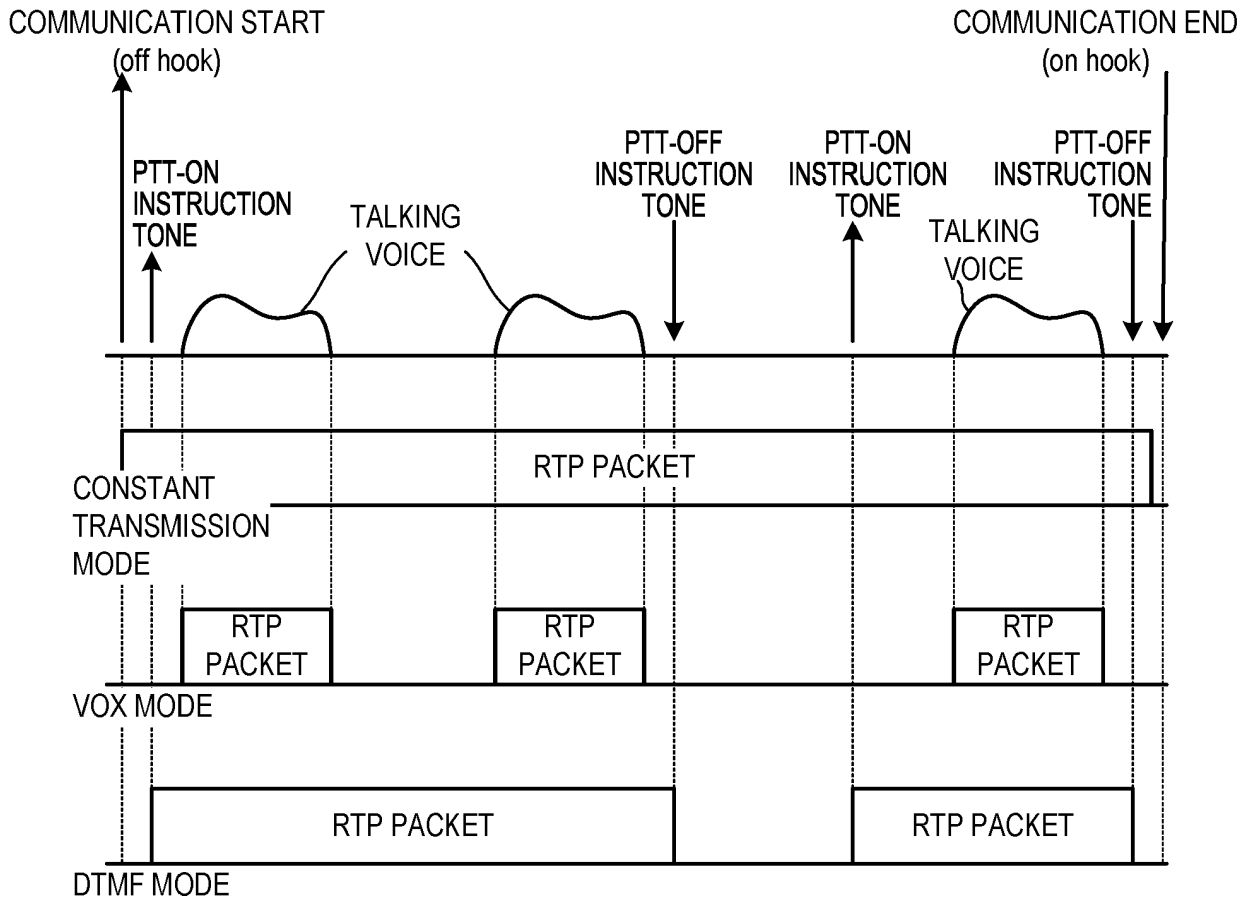 COMMUNICATION START
(off hook)
COMMUNICATION END
(on hook)
PTT-ON
INSTRUCTION
TONE
TALKING
VOICE
PTT-OFF
INSTRUCTION
TONE
PTT-ON
INSTRUCTION
TONE
PTT-OFF
INSTRUCTION
TONE
TALKING
VOICE
RTP PACKET
CONSTANT
TRANSMISSION
MODE
RTP
PACKET
RTP
PACKET
RTP
PACKET
VOX MODE
RTP PACKET
RTP PACKET
DTMF MODE